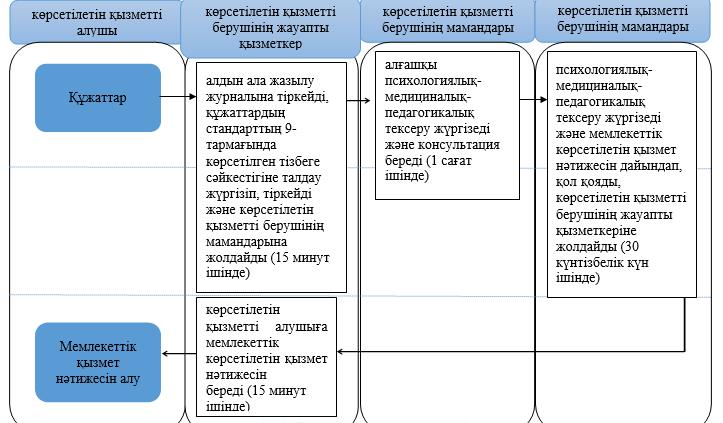 көрсетілетін қызметті
алушы
көрсетілетін қызметті
берушінің жауапты
қызметкер
көрсетілетін қызметті
берушінің мамандары
көрсетілетін қызметті
берушінің мамандары
Құжаттар
алдын ала жазылу
журналына тіркейді,
құжаттардың
стандарттың 9-
тармағында
көрсетілген тізбеге
сәйкестігіне талдау
жүргізіп, тіркейді
және көрсетілетін
қызметті берушінің
мамандарына
жолдайды (15 минут
ішінде)
алғашқы
психологиялық-
медициналық-
педагогикалық
тексеру жүргізеді
және консультация
береді (1 сағат
ішінде)
психологиялық-
медициналық-
педагогикалық
тексеру жүргізеді
және мемлекеттік
көрсетілетін қызмет
нәтижесін дайындап,
қол қояды,
көрсетілетін қызметті
берушінің жауапты
қызметкеріне
жолдайды (30
күнтізбелік күн
ішінде)
көрсетілетін
қызметті алушыға
мемлекеттік
көрсетілетін қызмет
нәтижесін
береді (15 минут
ішінде)
Мемлекеттік
қызмет
нәтижесін алу